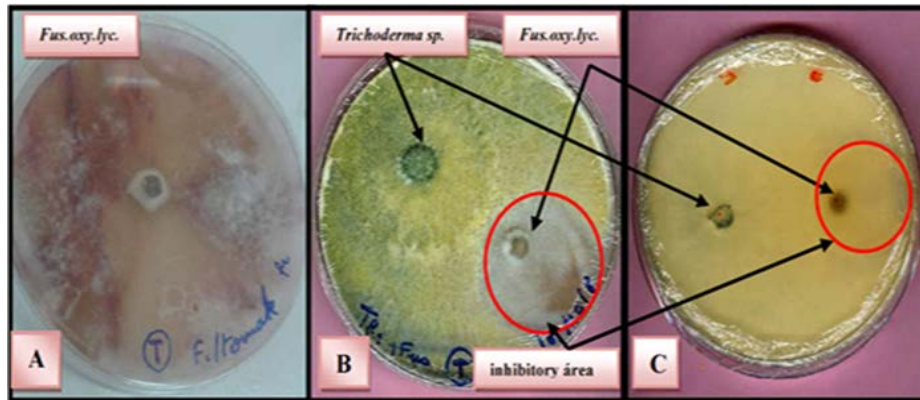 Fus.oxy.lyc.
Trichoderma sp.
Fus.oxy.lyc.
A
T
B
T
inhibitory área
C